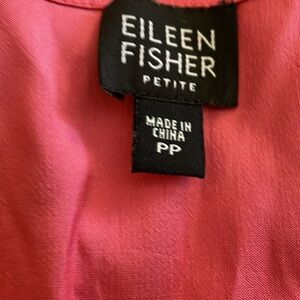 EILEEN
FISHER
PETITE
MADE IN
CHINA
PP